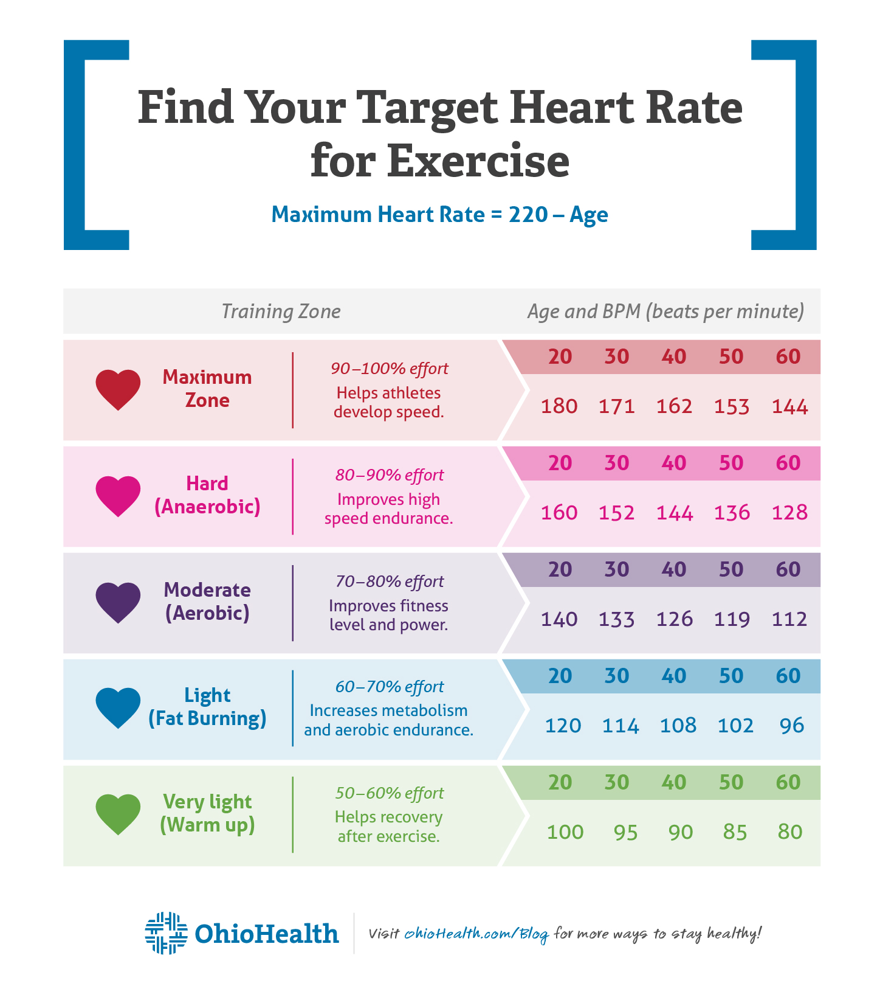 Find Your Target Heart Rate
for Exercise
Maximum Heart Rate = 220 – Age
Training Zone
Age and BPM (beats per minute)
Maximum
Zone
90–100% effort
Helps athletes
develop speed.
20 30 40 50 60
180 171 162 153 144
Hard
(Anaerobic)
80–90% effort
Improves high
speed endurance.
20 30 40 50 60
160 152 144 136 128
Moderate
(Aerobic)
70–80% effort
Improves fitness
level and power.
20 30 40 50 60
140 133 126 119 112
Light
(Fat Burning)
60–70% effort
Increases metabolism
and aerobic endurance.
20 30 40 50 60
120 114 108 102 96
Very light
(Warm up)
50–60% effort
Helps recovery
after exercise.
20 30 40 50 60
100 95 90 85 80
OhioHealth
Visit OhioHealth.com/Blog for more ways to stay healthy!